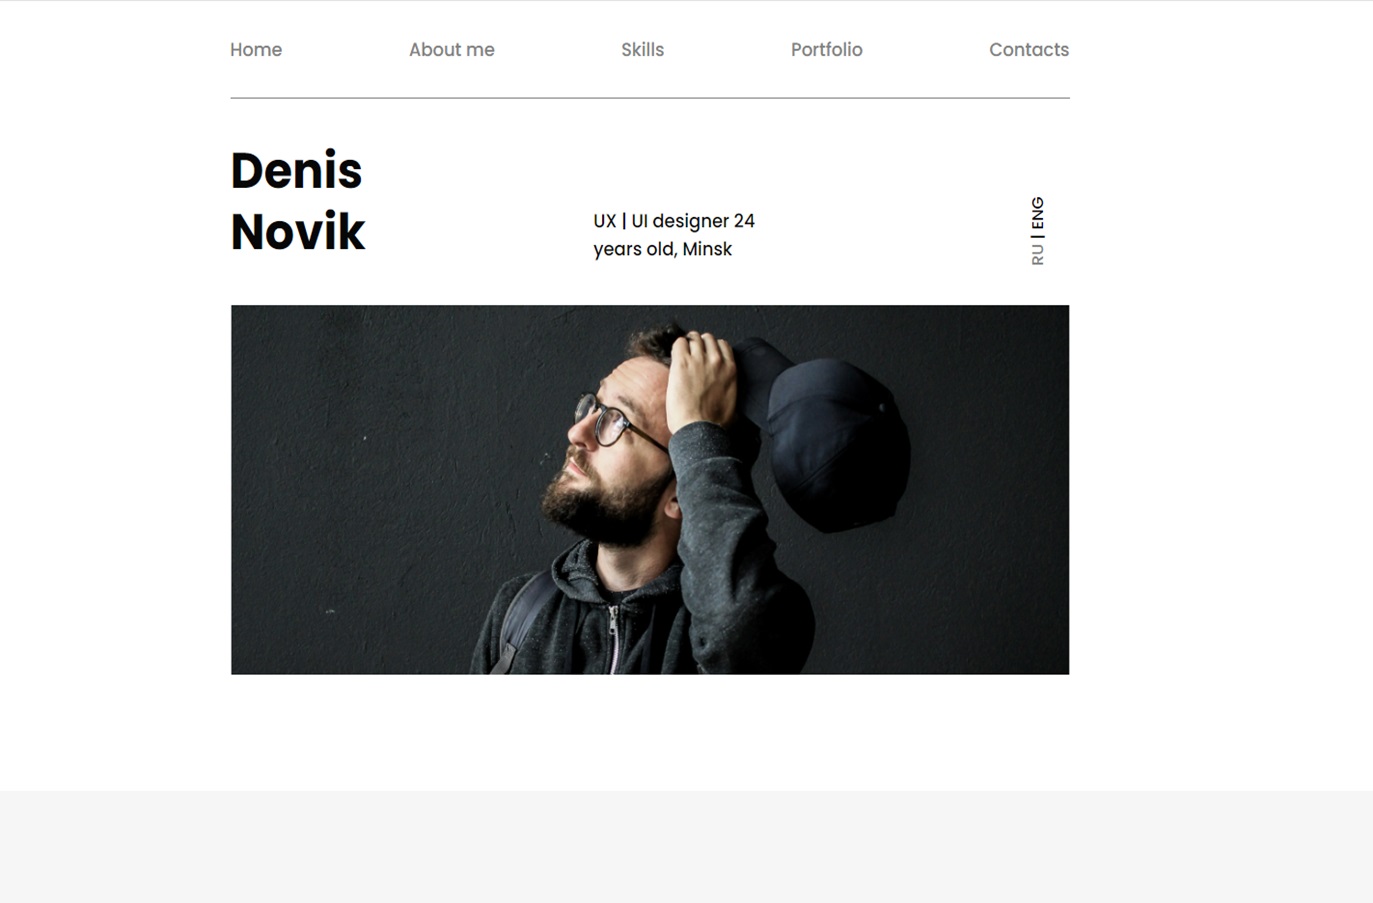 Home About me Skills Portfolio Contacts
Denis
Novik
UX | UI designer 24
years old, Minsk
RU | ENG